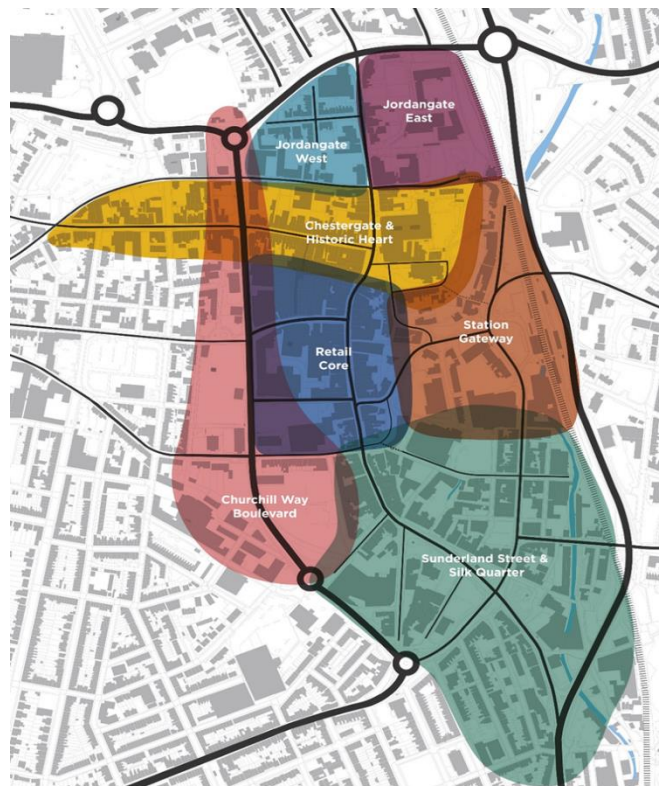 Jordangate
East
Jordangate
West
Chestergate &
Historic Heart
Station
Gateway
Retail
Core
Churchill Way
Boulevard
Sunderland Street &
Silk Quarter